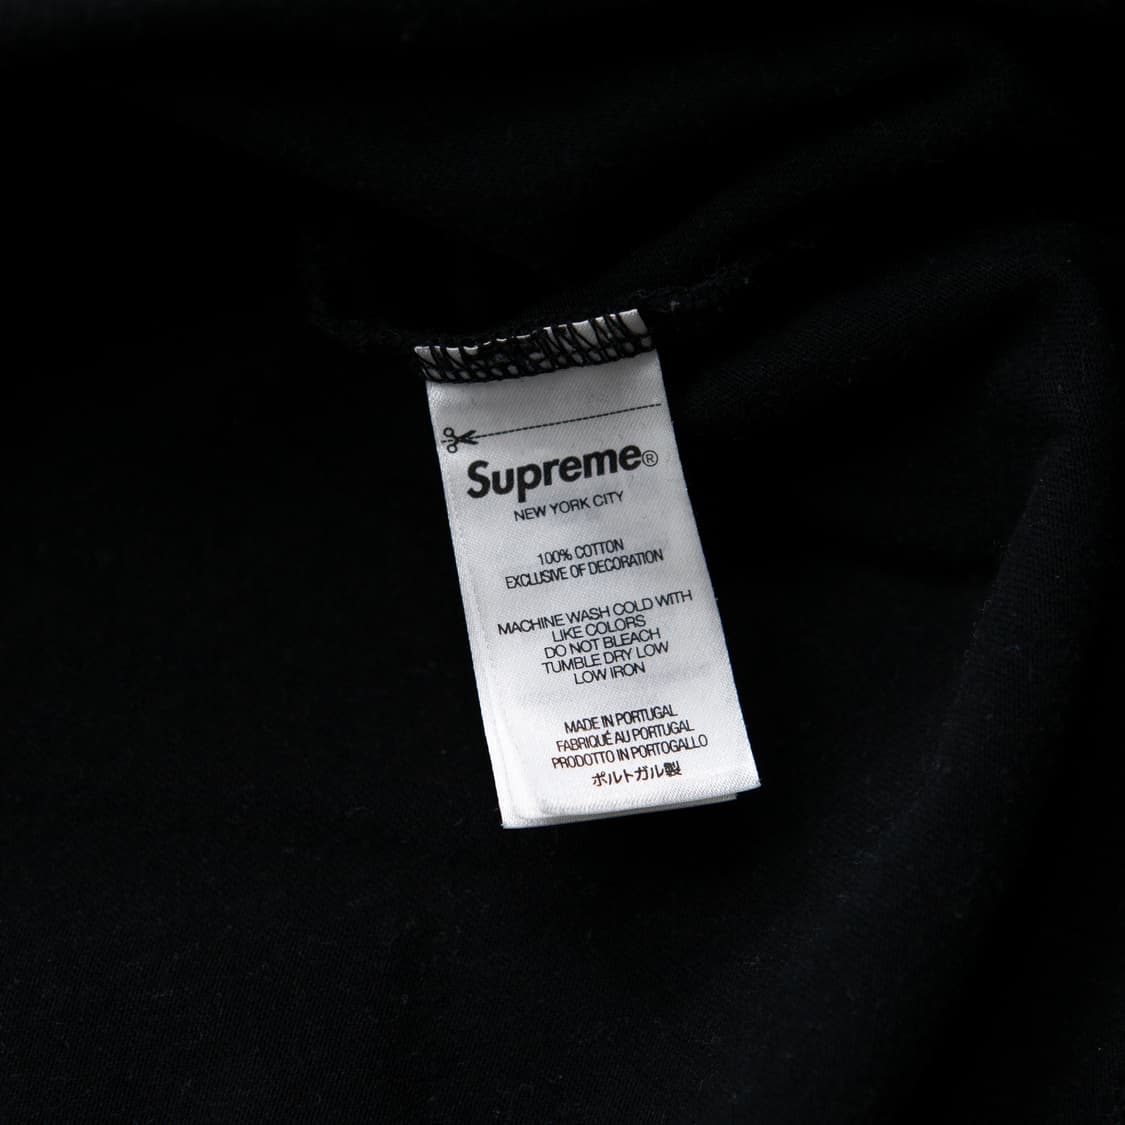 Supreme®
NEW YORK CITY
100% COTTON
EXCLUSIVE OF DECORATION
MACHINE WASH COLD WITH
LIKE COLORS
DO NOT BLEACH
TUMBLE DRY LOW
LOW IRON
MADE IN PORTUGAL
FABRIQUÉ AU PORTUGAL
PRODOTTO IN PORTOGALLO
ポルトガル製